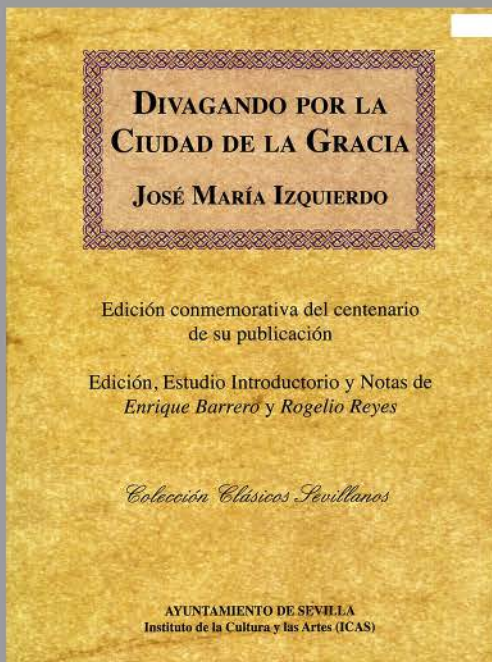 DIVAGANDO POR LA
CIUDAD DE LA GRACIA
JOSÉ MARÍA IZQUIERDO
Edición conmemorativa del centenario
de su publicación
Edición, Estudio Introductorio y Notas de
Enrique Barrero y Rogelio Reyes
Colección Clásicos Sevillanos
AYUNTAMIENTO DE SEVILLA
Instituto de la Cultura y las Artes (ICAS)